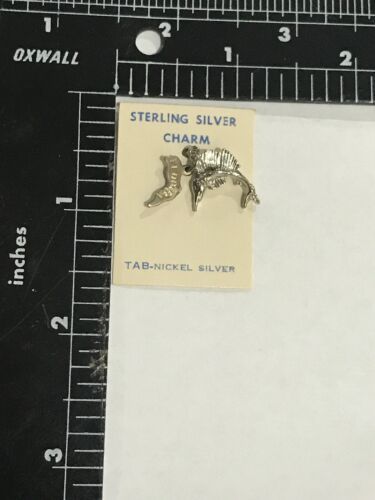 1 2 3
OXWALL
1 2
STERLING SILVER
CHARM
1
inches
TAB-NICKEL SILVER
2
3